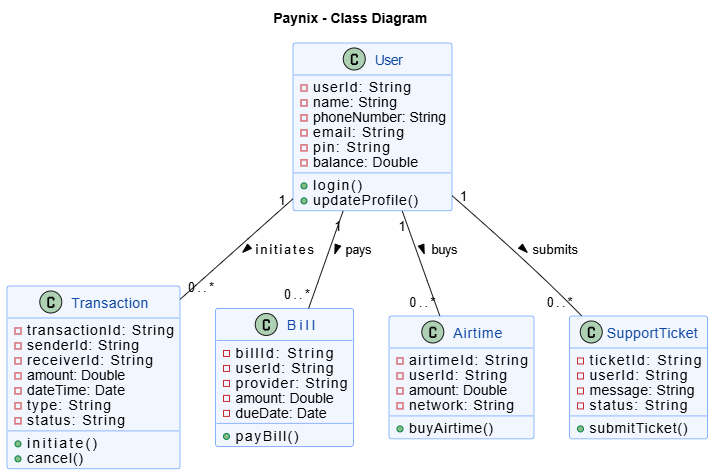 Paynix - Class Diagram
C User
userId: String
name: String
phoneNumber: String
email: String
pin: String
balance: Double
login()
updateProfile()
1
1
1
1
initiates
pays
buys
submits
0..*
0..*
0..*
0..*
C Transaction
transactionId: String
senderId: String
receiverId: String
amount: Double
dateTime: Date
type: String
status: String
initiate()
cancel()
C Bill
billId: String
userId: String
provider: String
amount: Double
dueDate: Date
payBill()
C Airtime
airtimeId: String
userId: String
amount: Double
network: String
buyAirtime()
C SupportTicket
ticketId: String
userId: String
message: String
status: String
submitTicket()